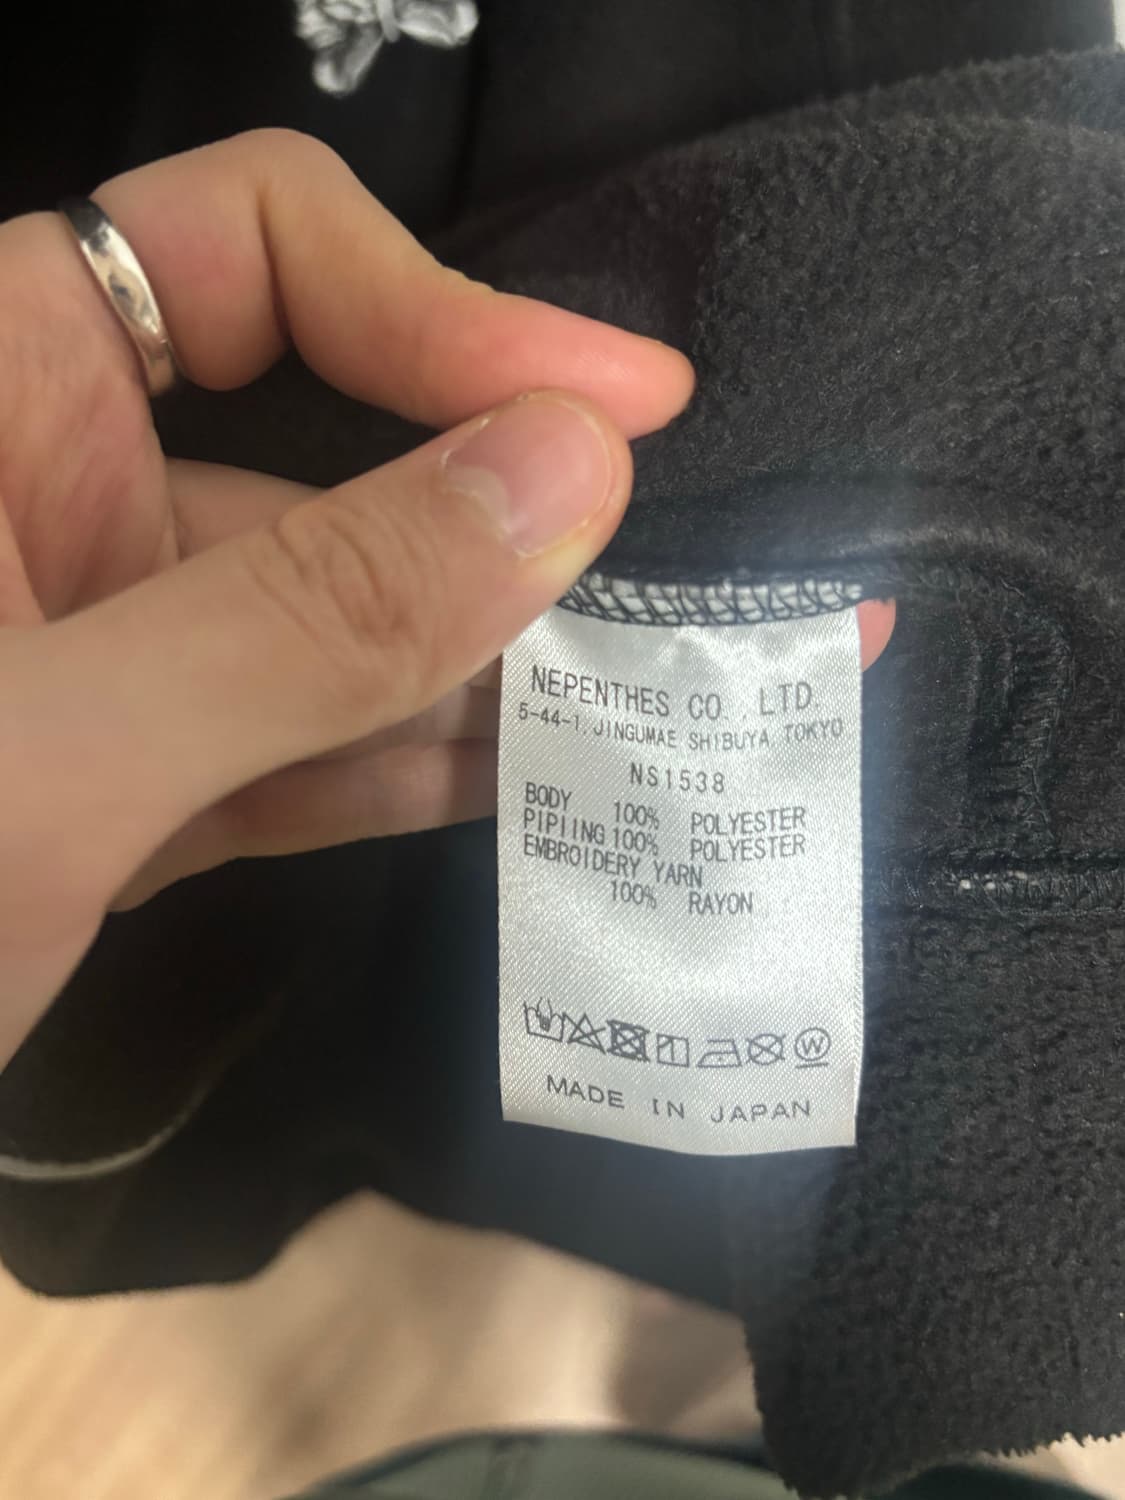 NEPENTHES CO.,LTD.
5-44-1, JINGUMAE SHIBUYA, TOKYO
NS1538
BODY 100% POLYESTER
PIPIING 100% POLYESTER
EMBROIDERY YARN
100% RAYON
W
MADE IN JAPAN